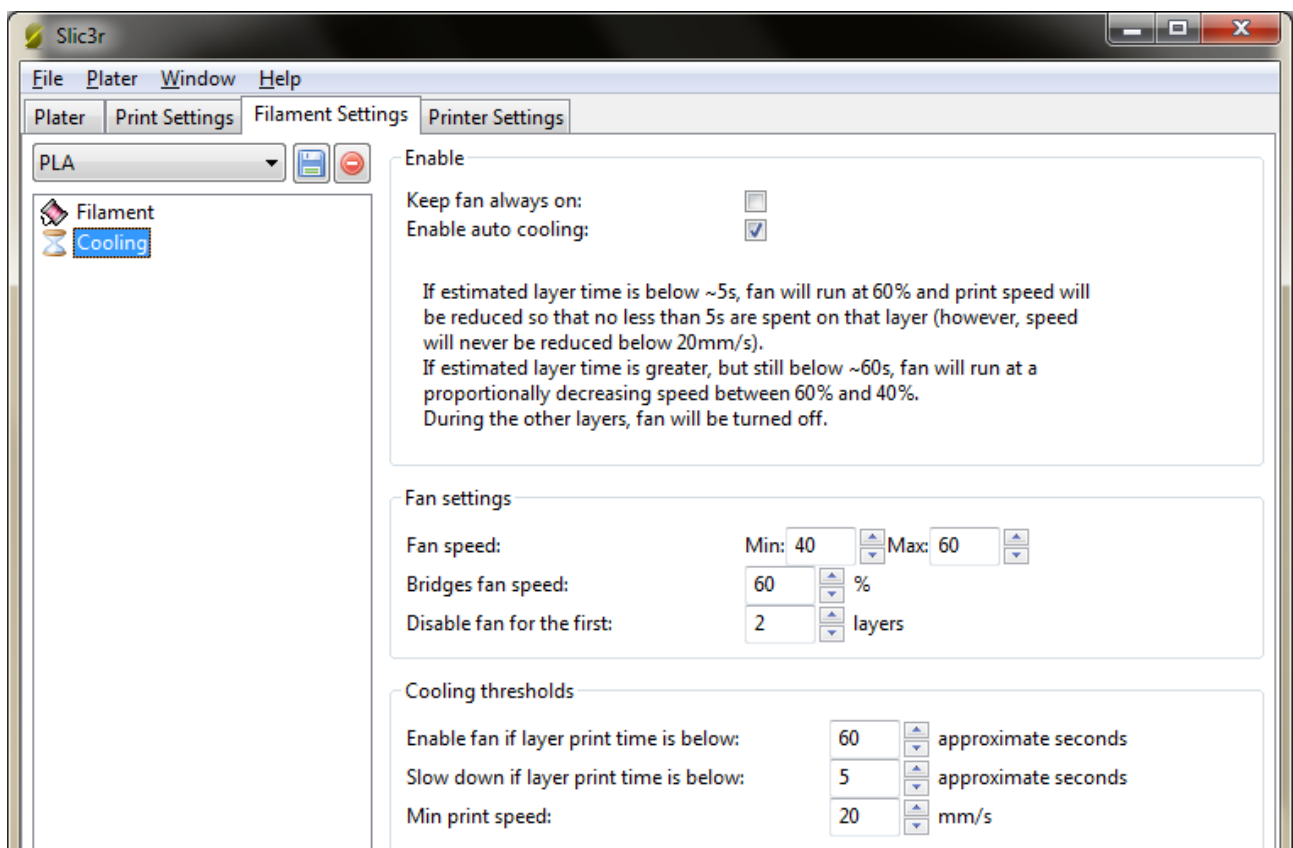 Slic3r
File Plater Window Help
Plater Print Settings Filament Settings Printer Settings
PLA
Filament
Cooling
Enable
Keep fan always on:
Enable auto cooling:
If estimated layer time is below ~5s, fan will run at 60% and print speed will
be reduced so that no less than 5s are spent on that layer (however, speed
will never be reduced below 20mm/s).
If estimated layer time is greater, but still below ~60s, fan will run at a
proportionally decreasing speed between 60% and 40%.
During the other layers, fan will be turned off.
Fan settings
Fan speed: Min: 40 Max: 60
Bridges fan speed: 60 %
Disable fan for the first: 2 layers
Cooling thresholds
Enable fan if layer print time is below: 60 approximate seconds
Slow down if layer print time is below: 5 approximate seconds
Min print speed: 20 mm/s